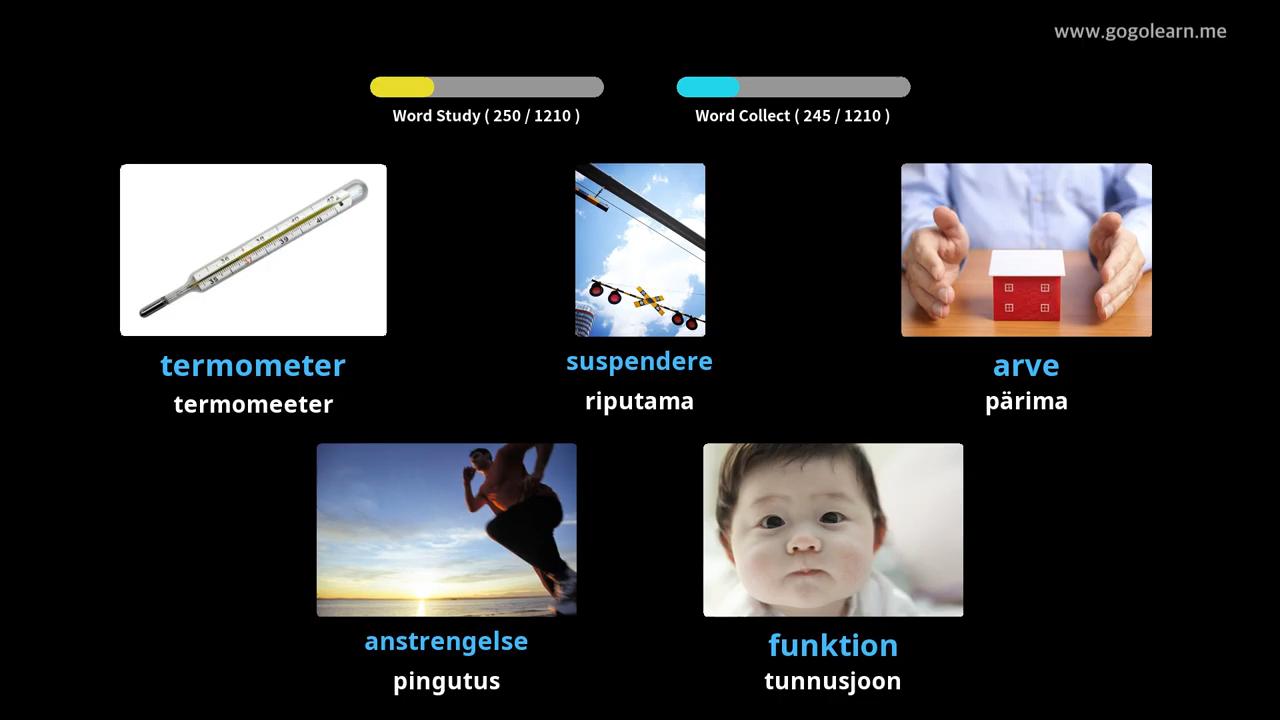 www.gogolearn.me
Word Study ( 250 / 1210 )
Word Collect ( 245 / 1210 )
termometer
termomeeter
suspendere
riputama
arve
pärima
anstrengelse
pingutus
funktion
tunnusjoon